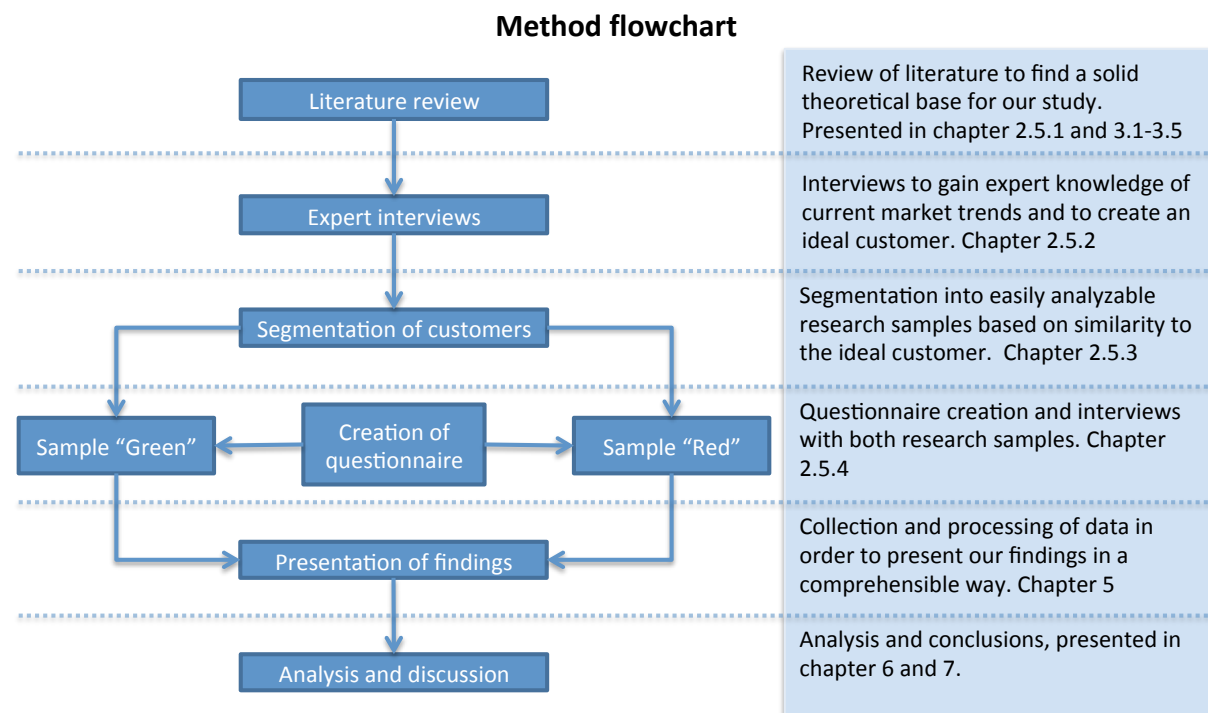 Method flowchart
Literature review
Review of literature to find a solid
theoretical base for our study.
Presented in chapter 2.5.1 and 3.1-3.5
Expert interviews
Interviews to gain expert knowledge of
current market trends and to create an
ideal customer. Chapter 2.5.2
Segmentation of customers
Segmentation into easily analyzable
research samples based on similarity to
the ideal customer.  Chapter 2.5.3
Sample “Green”
Creation of
questionnaire
Sample “Red”
Questionnaire creation and interviews
with both research samples. Chapter
2.5.4
Presentation of findings
Collection and processing of data in
order to present our findings in a
comprehensible way. Chapter 5
Analysis and discussion
Analysis and conclusions, presented in
chapter 6 and 7.